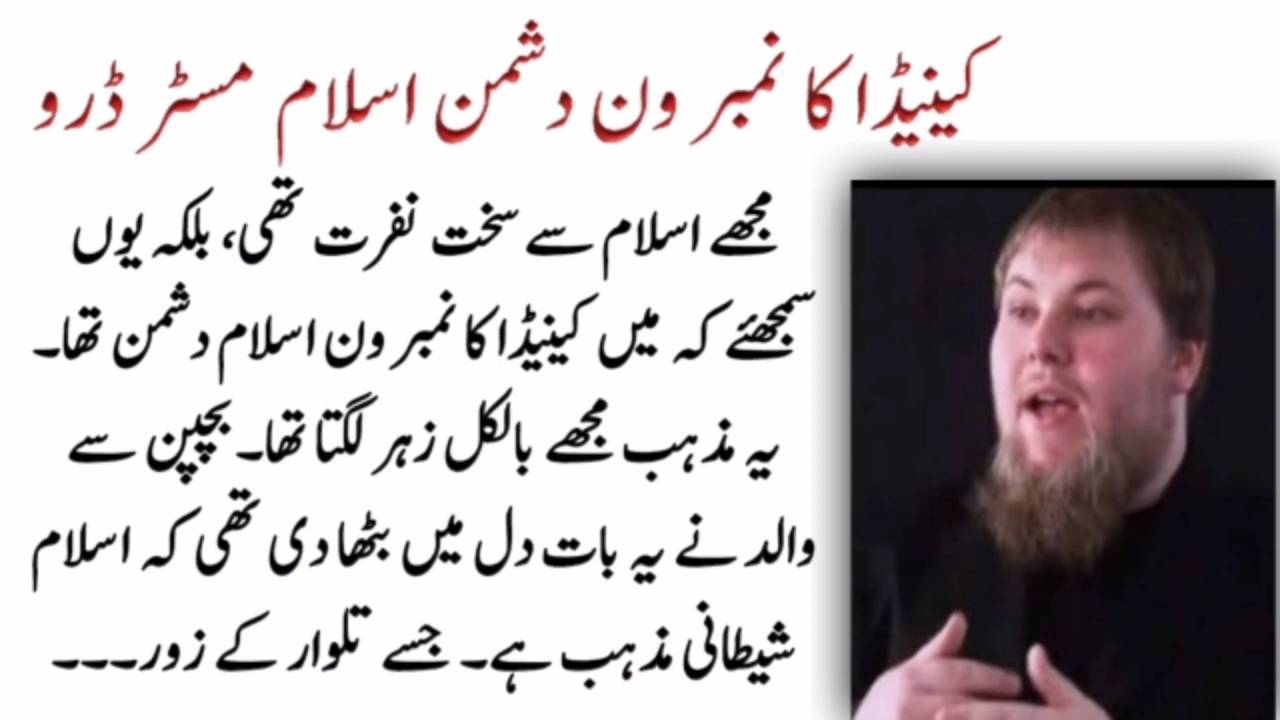 کینیڈا کا نمبر ون دشمن اسلام مسٹر ڈرو
مجھے اسلام سے سخت نفرت تھی، بلکہ یوں
سمجھئے کہ میں کینیڈا کا نمبر ون اسلام دشمن تھا۔
یہ مذہب مجھے بالکل زہر لگتا تھا۔ بچپن سے
والد نے یہ بات دل میں بٹھا دی تھی کہ اسلام
شیطانی مذہب ہے۔ جسے تلوار کے زور۔۔۔